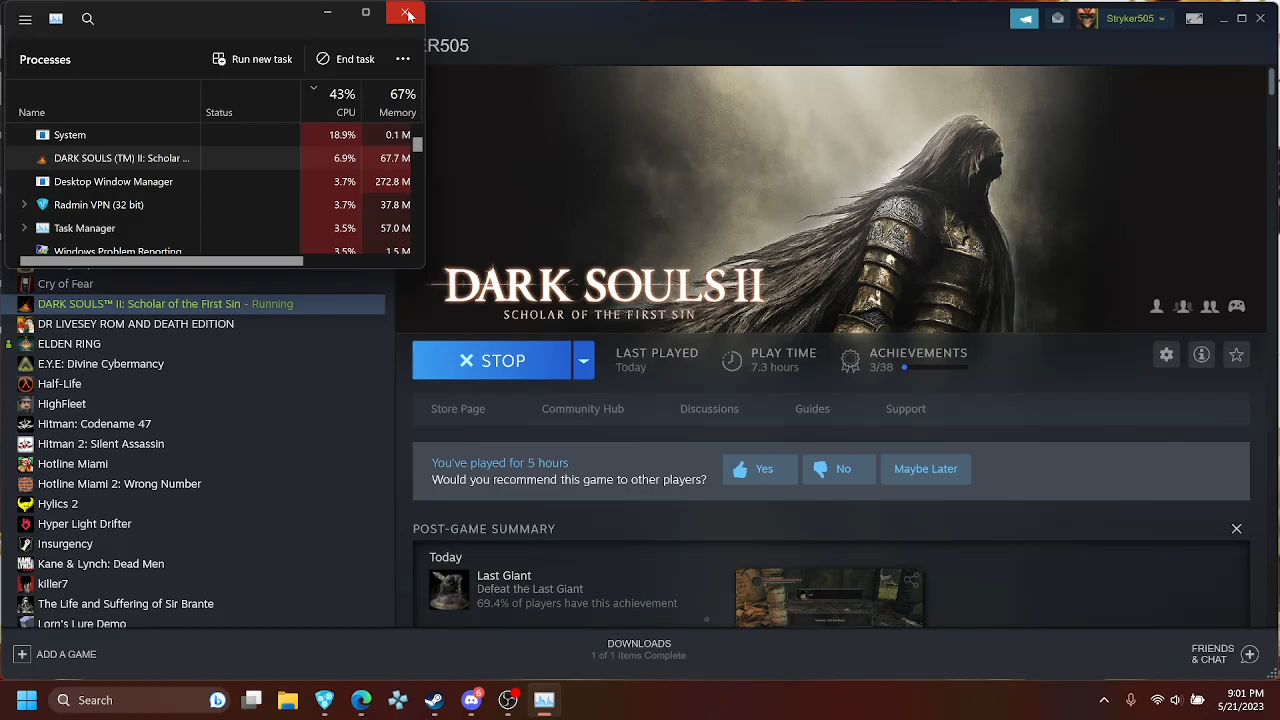 Processes
Run new task
End task
43%
67%
Name
Status
CPU
Memory
System
18.9%
0.1 M
DARK SOULS (TM) II: Scholar ...
6.9%
67.7 M
Desktop Window Manager
3.7%
272.8 M
Radmin VPN (32 bit)
3.7%
37.8 M
Task Manager
3.5%
57.0 M
Windows Problem Reporting
3.5%
1.5 M
ER505
Stryker505
DARK SOULS II
SCHOLAR OF THE FIRST SIN
Cry of Fear
DARK SOULS™ II: Scholar of the First Sin - Running
DR LIVESEY ROM AND DEATH EDITION
ELDEN RING
E.Y.E: Divine Cybermancy
Half-Life
HighFleet
Hitman: Codename 47
Hitman 2: Silent Assassin
Hotline Miami
Hotline Miami 2: Wrong Number
Hylics 2
Hyper Light Drifter
Insurgency
Kane & Lynch: Dead Men
killer7
The Life and Suffering of Sir Brante
Lorn's Lure Demo
STOP
LAST PLAYED
Today
PLAY TIME
7.3 hours
ACHIEVEMENTS
3/38
Store Page
Community Hub
Discussions
Guides
Support
You've played for 5 hours
Would you recommend this game to other players?
Yes
No
Maybe Later
POST-GAME SUMMARY
Today
Last Giant
Defeat the Last Giant
69.4% of players have this achievement
ADD A GAME
DOWNLOADS
1 of 1 Items Complete
FRIENDS
& CHAT
Search
6
9:01 PM
5/21/2023